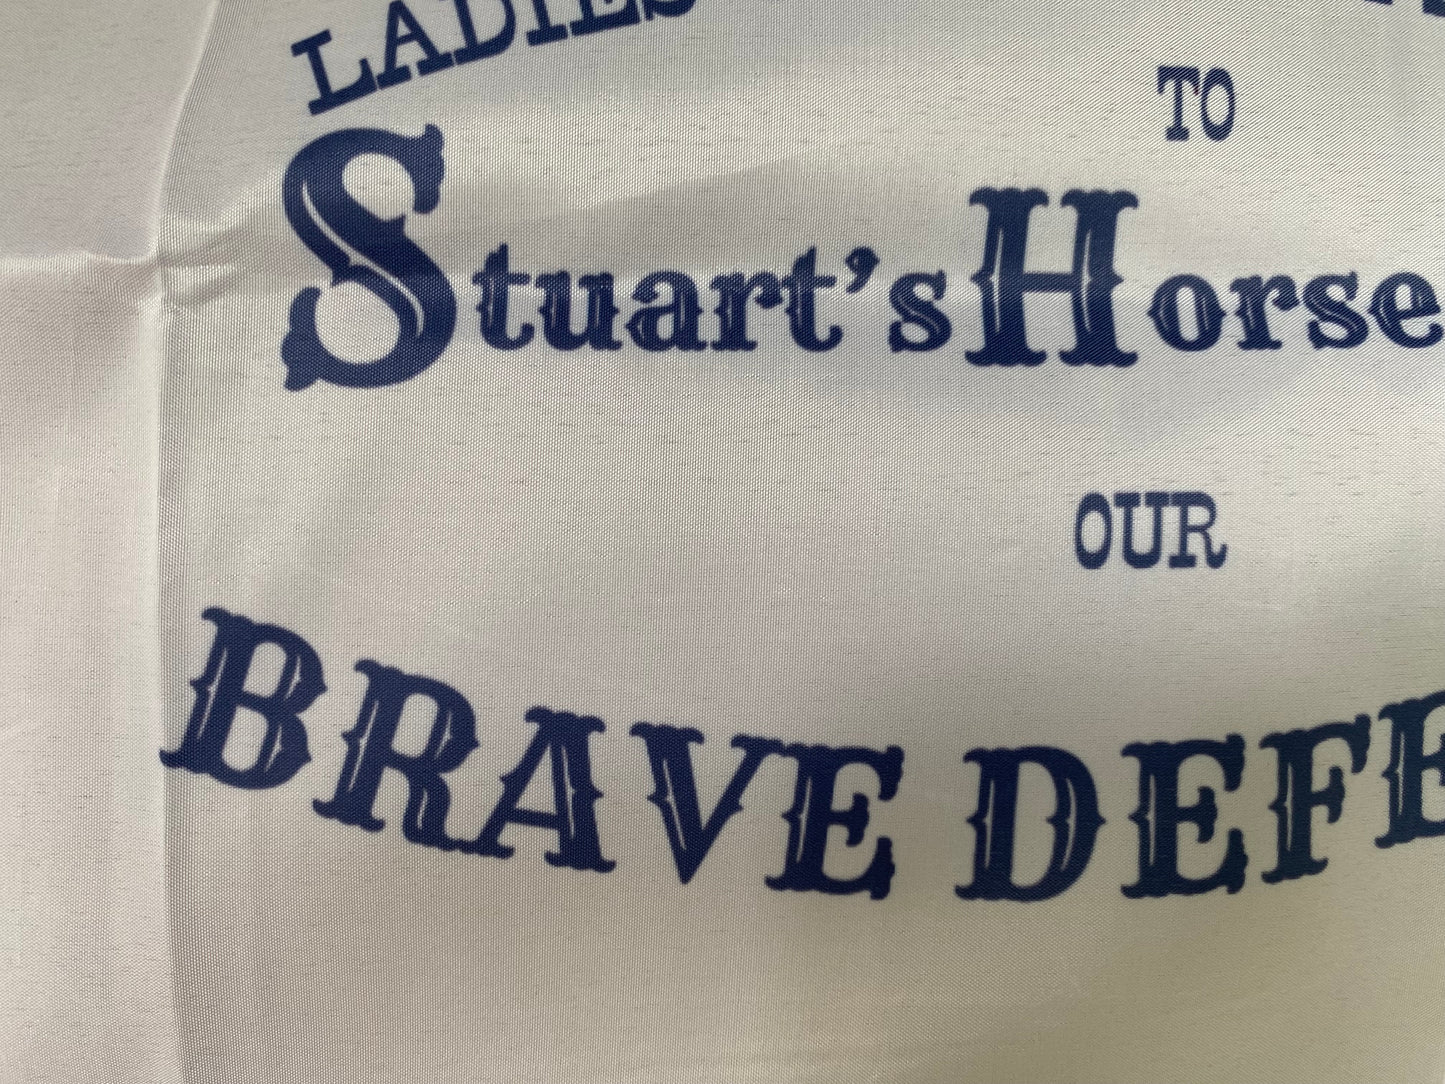 LADIES
TO
Stuart's Horse
OUR
BRAVE DEFE